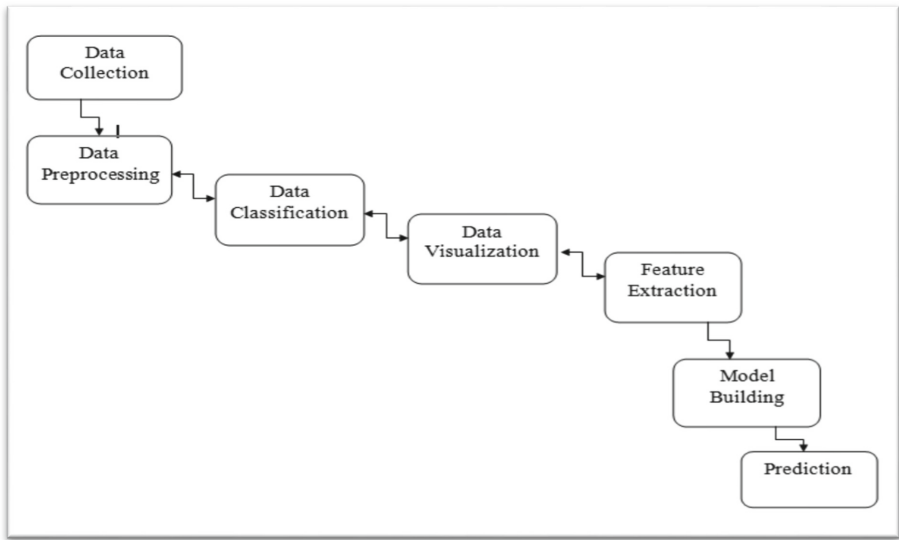 Data
Collection
Data
Preprocessing
Data
Classification
Data
Visualization
Feature
Extraction
Model
Building
Prediction